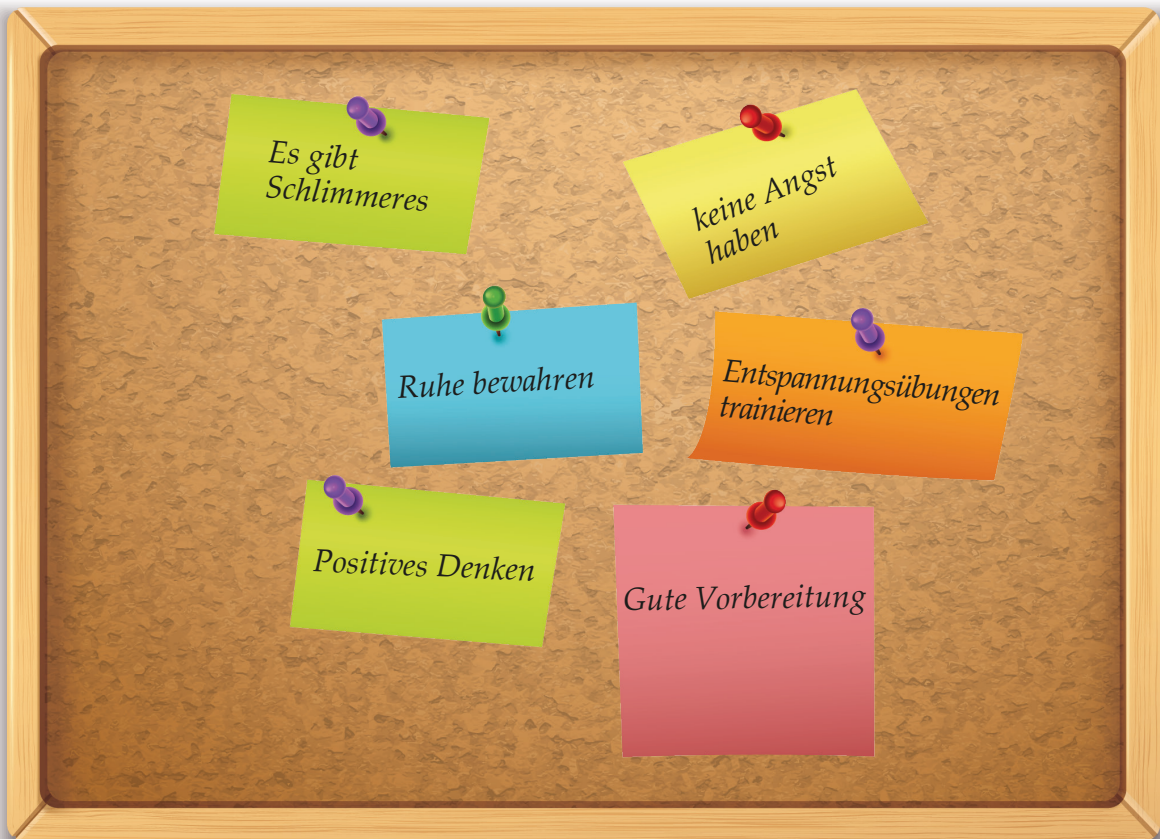 Es gibt
Schlimmeres
keine Angst
haben
Ruhe bewahren
Entspannungsübungen
trainieren
Positives Denken
Gute Vorbereitung